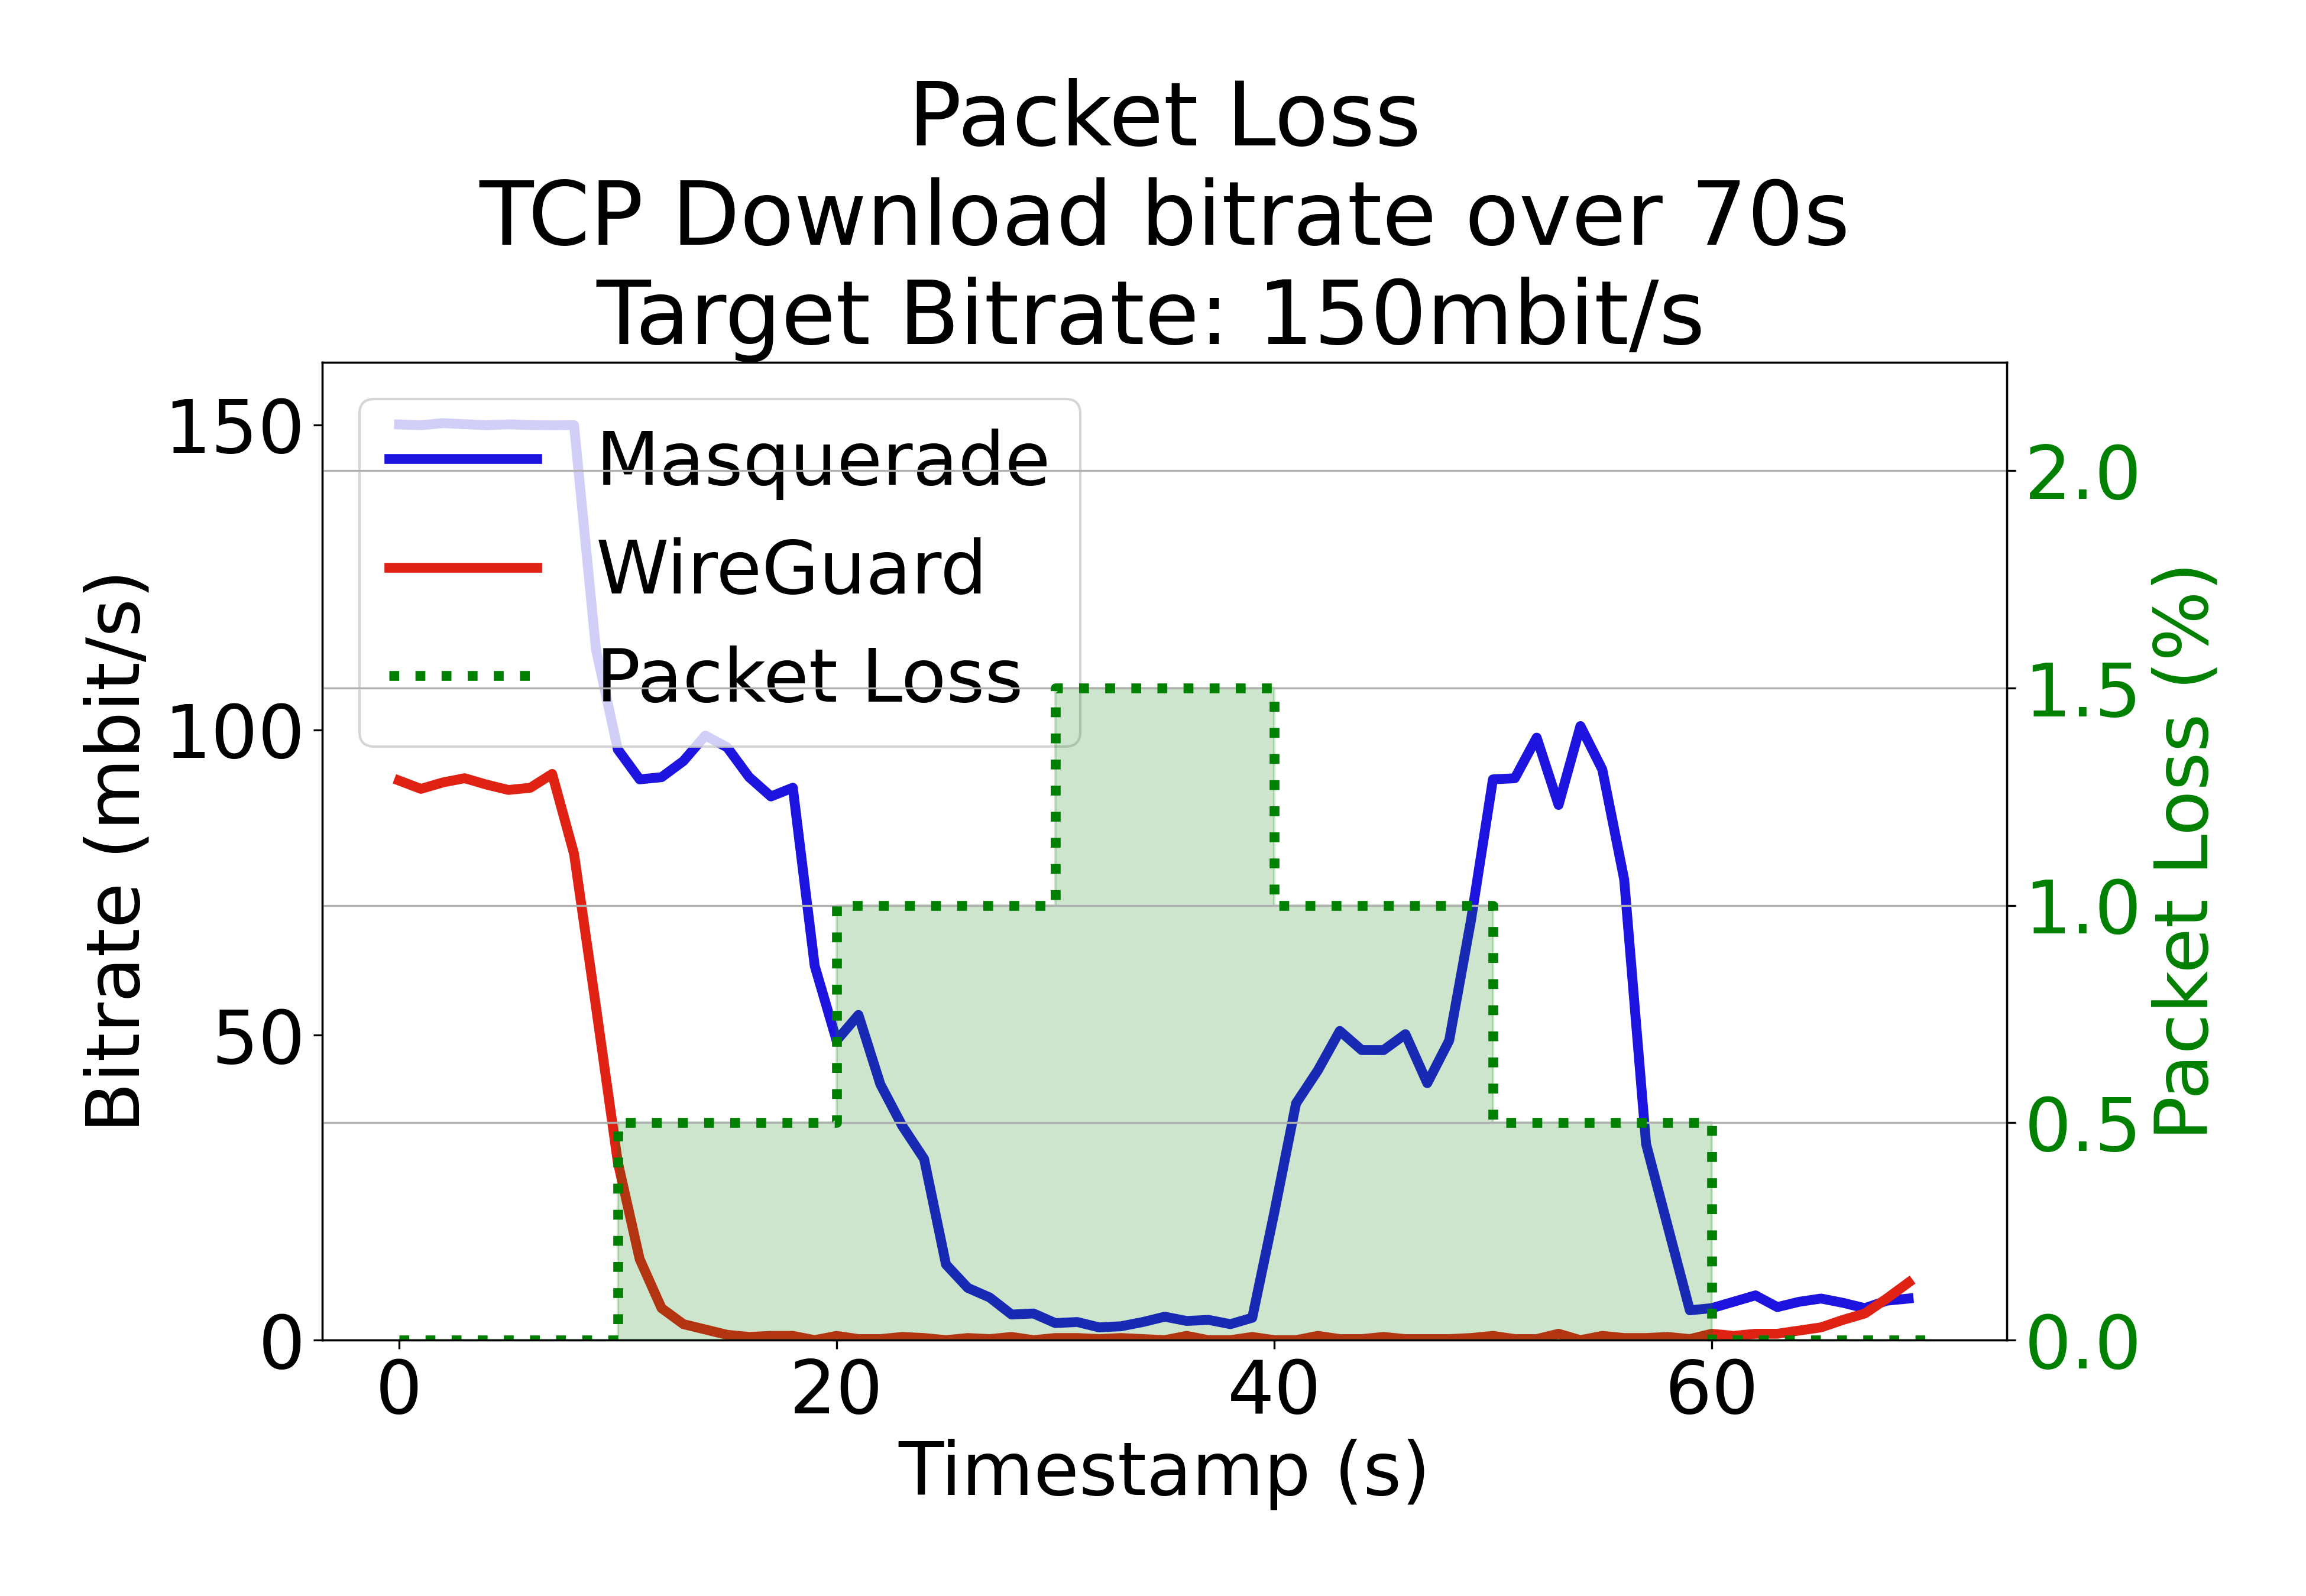 Packet Loss
TCP Download bitrate over 70s
Target Bitrate: 150mbit/s
Masquerade
WireGuard
Packet Loss
150
100
50
0
Bitrate (mbit/s)
2.0
1.5
1.0
0.5
0.0
Packet Loss (%)
0 20 40 60
Timestamp (s)